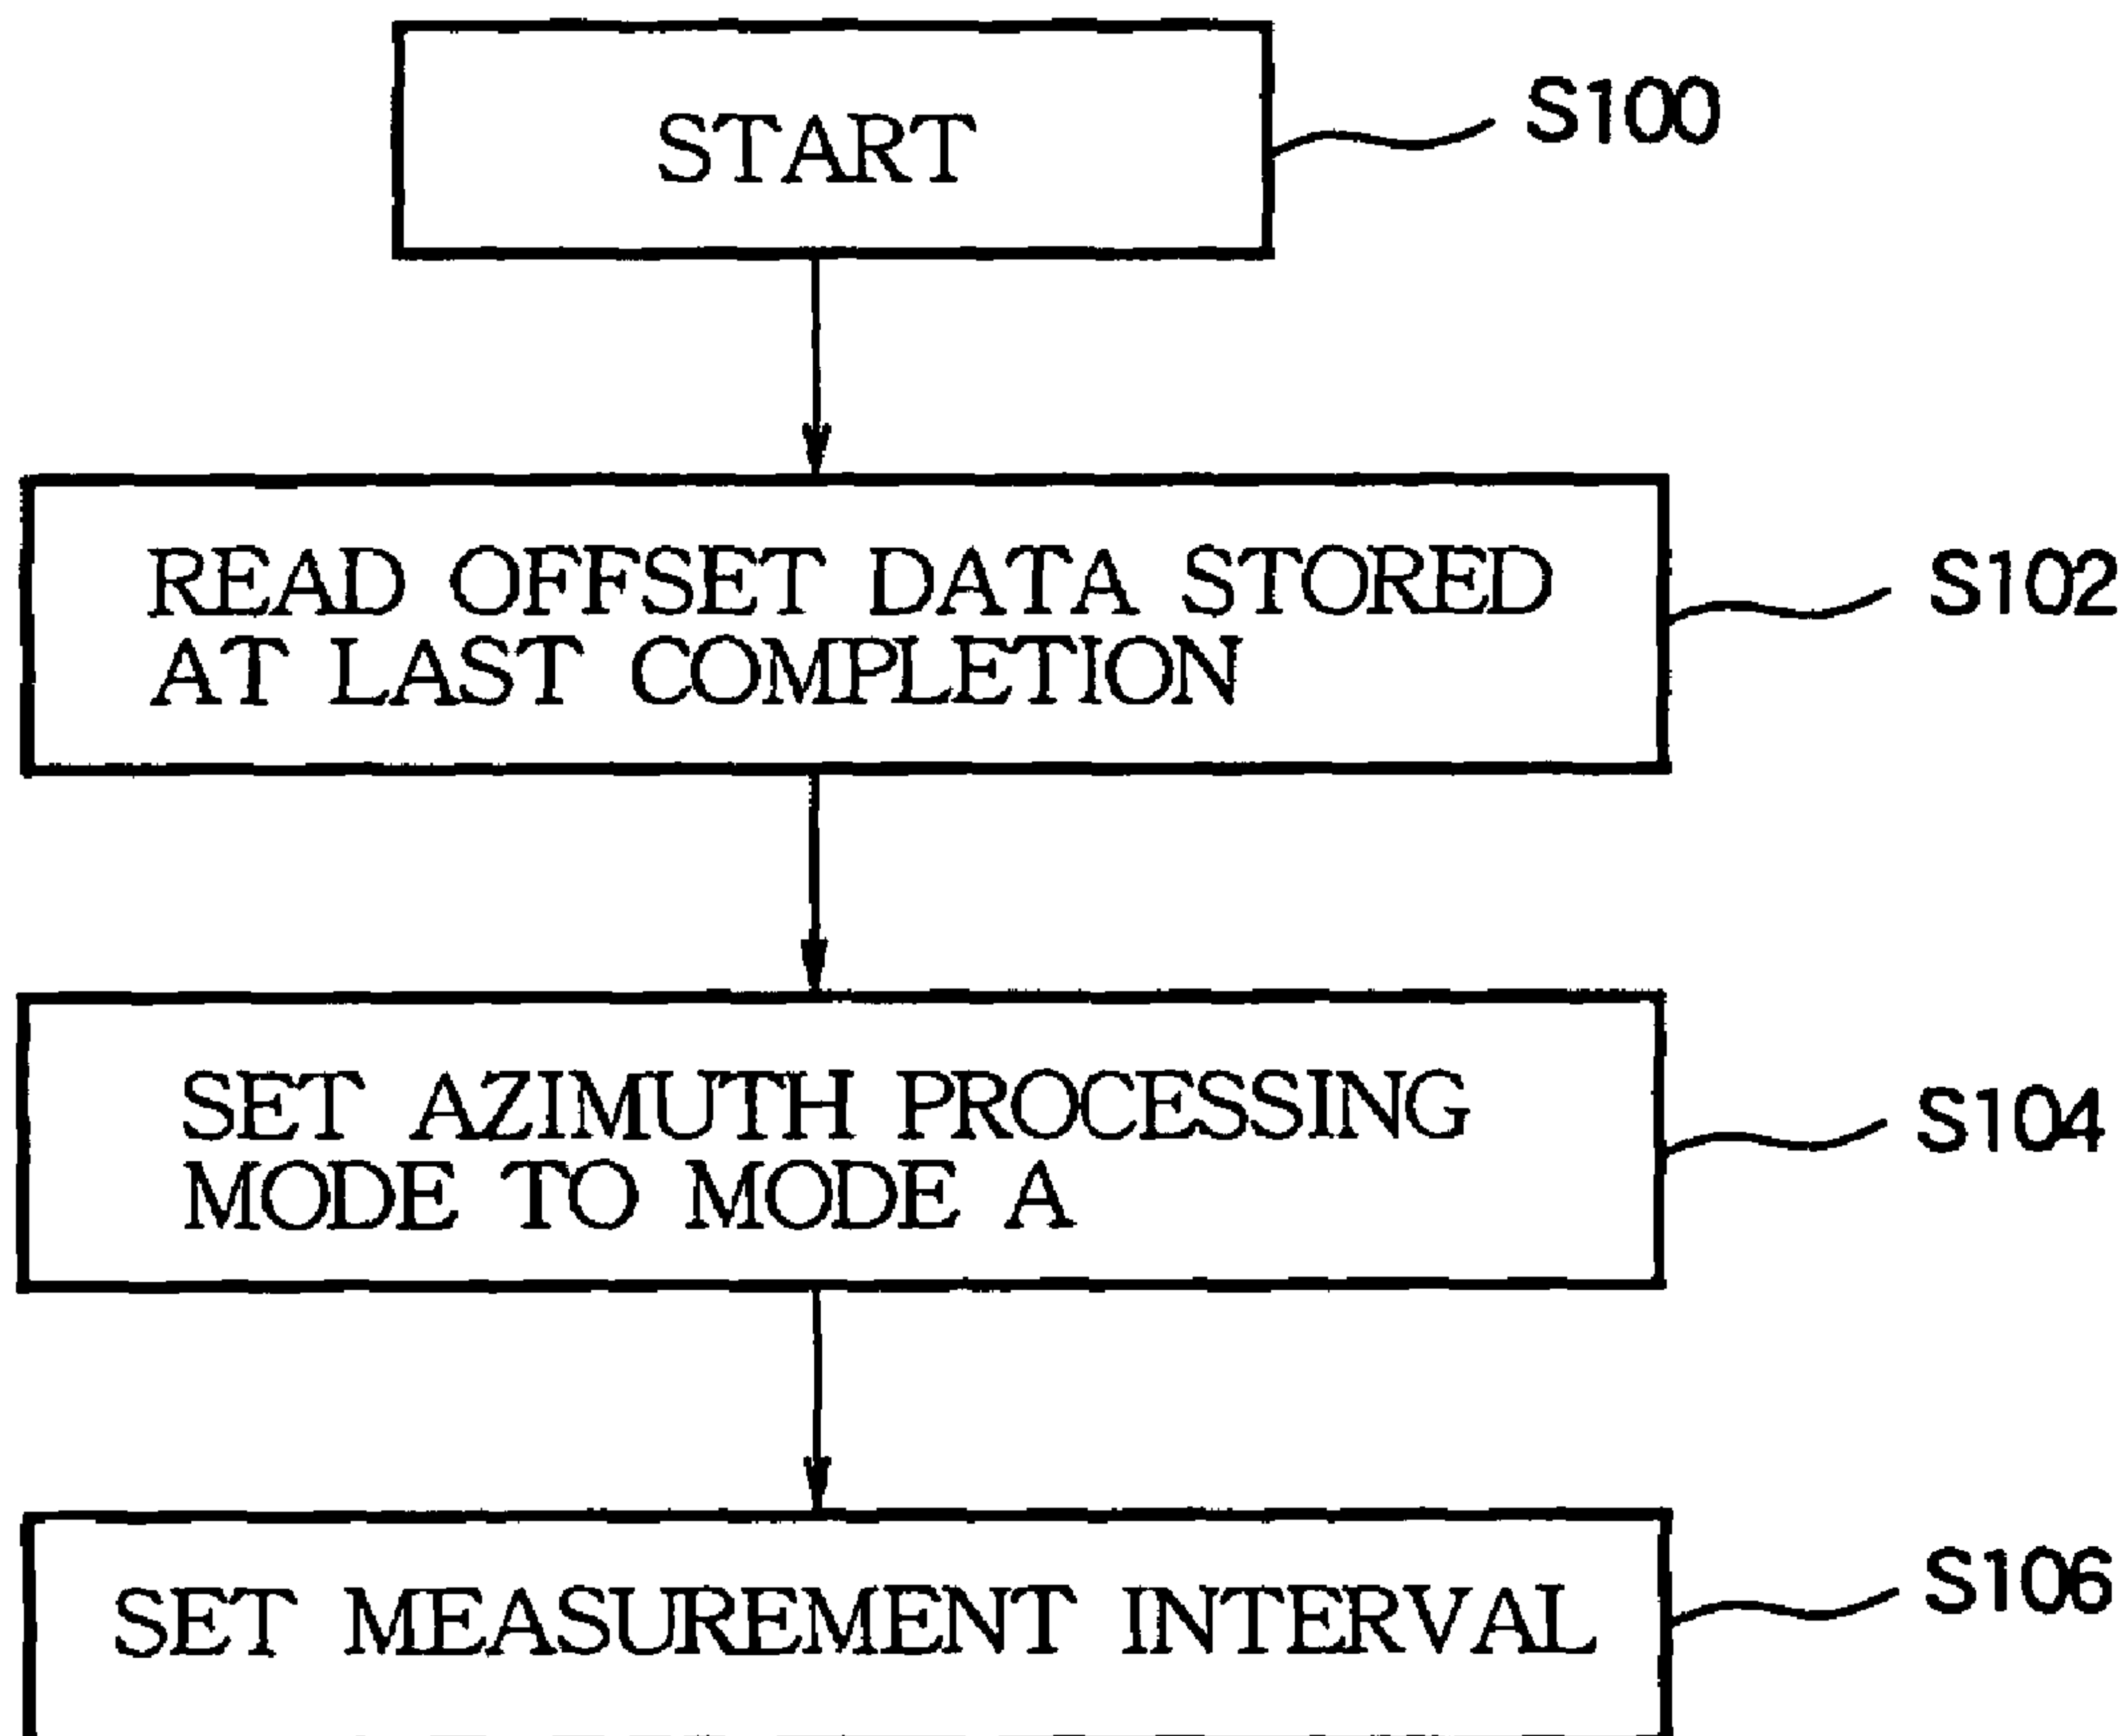 START
S100
READ OFFSET DATA STORED
AT LAST COMPLETION
S102
SET AZIMUTH PROCESSING
MODE TO MODE A
S104
SET MEASUREMENT INTERVAL
S106